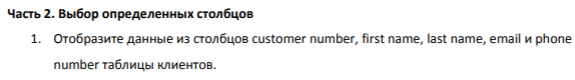 Часть 2. Выбор определенных столбцов
1. Отобразите данные из столбцов customer number, first name, last name, email и phone
number таблицы клиентов.